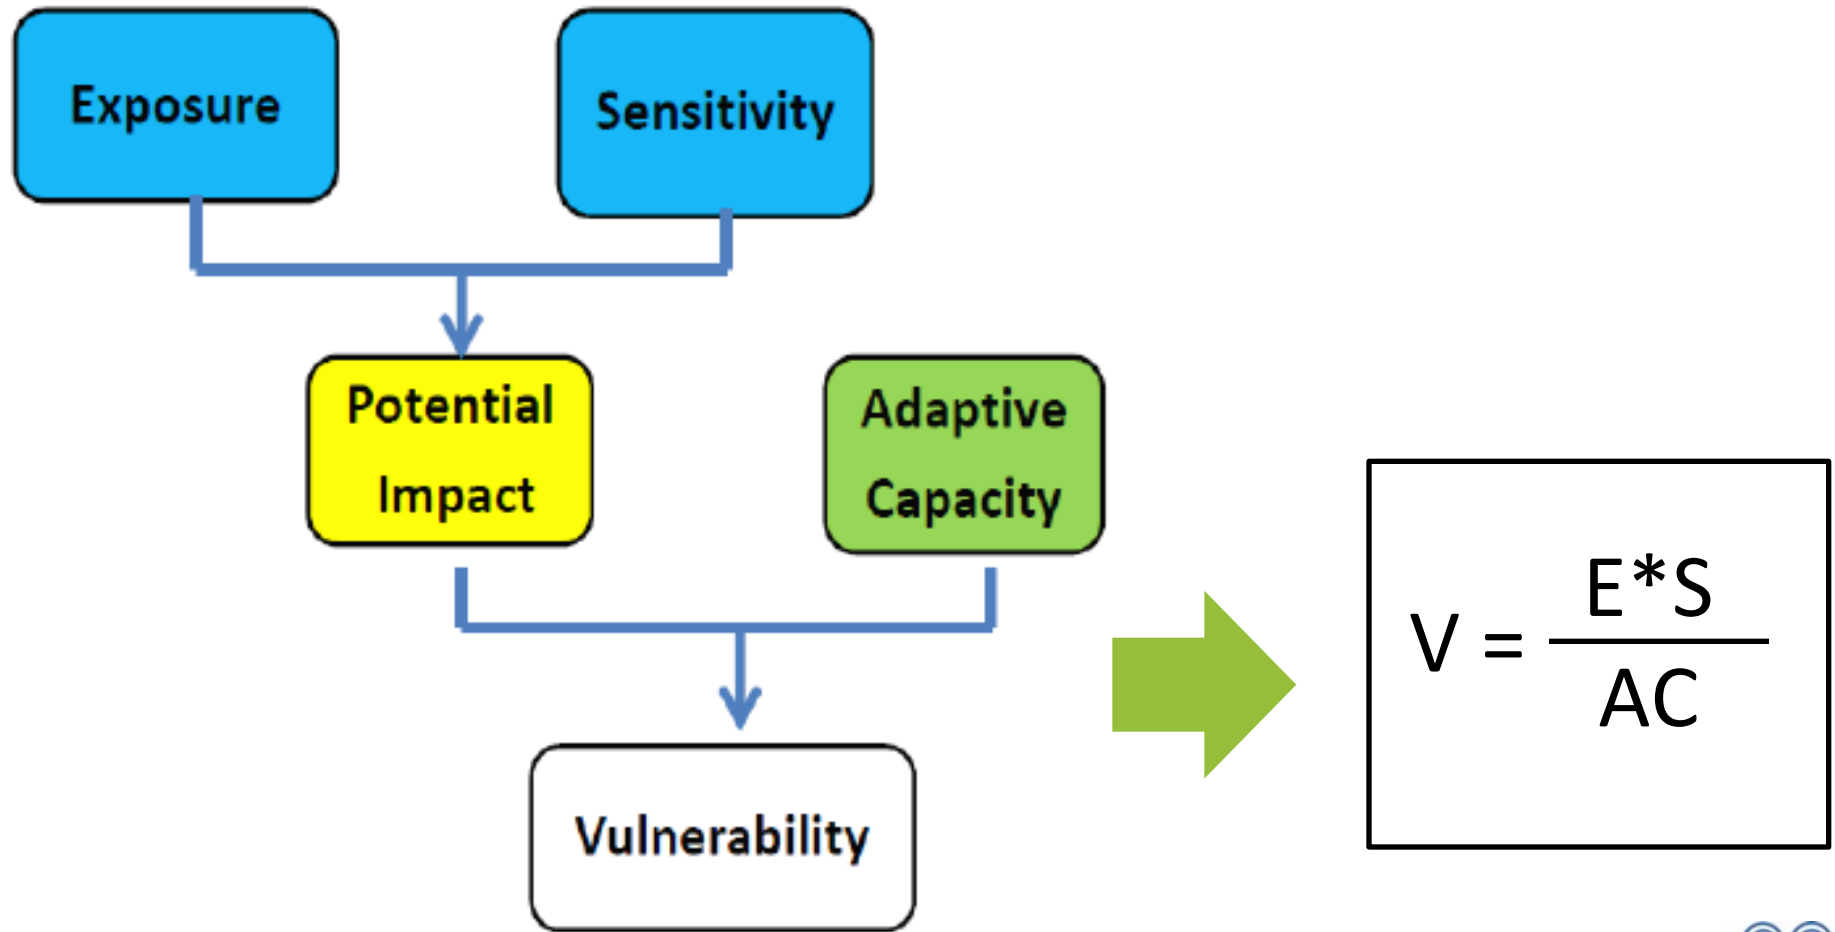 Exposure
Sensitivity
Potential
Impact
Adaptive
Capacity
Vulnerability
V = E*S
AC